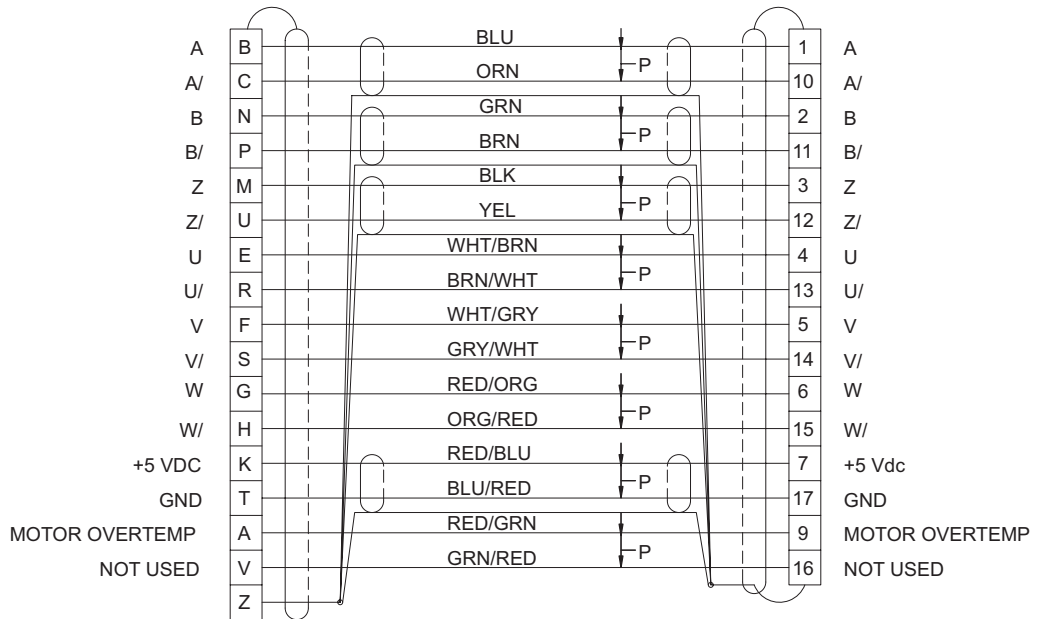 A B BLU 1 A
P
A/ C ORN 10 A/
B N GRN 2 B
P
B/ P BRN 11 B/
Z M BLK 3 Z
P
Z/ U YEL 12 Z/
U E WHT/BRN 4 U
P
U/ R BRN/WHT 13 U/
V F WHT/GRY 5 V
P
V/ S GRY/WHT 14 V/
W G RED/ORG 6 W
P
W/ H ORG/RED 15 W/
+5 VDC K RED/BLU 7 +5 Vdc
P
GND T BLU/RED 17 GND
MOTOR OVERTEMP A RED/GRN 9 MOTOR OVERTEMP
P
NOT USED V GRN/RED 16 NOT USED
Z